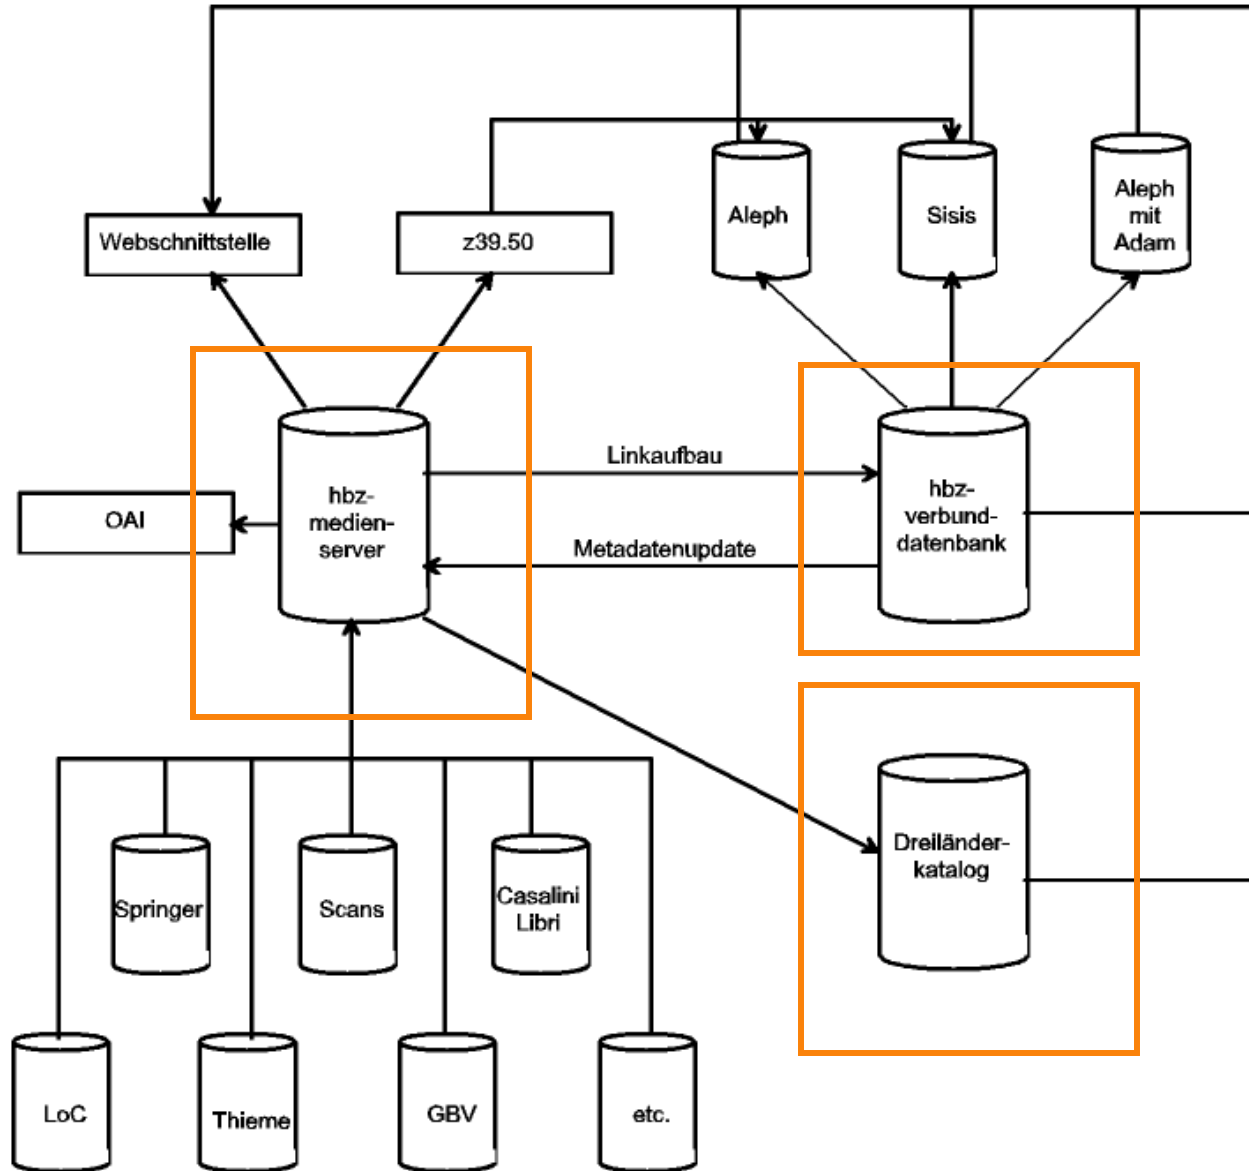 Aleph
Sisis
Aleph
mit
Adam
Webschnittstelle
z39.50
Linkaufbau
hbz-
medien-
server
hbz-
verbund-
datenbank
OAI
Metadatenupdate
Dreiländer-
katalog
Springer
Scans
Casalini
Libri
LoC
Thieme
GBV
etc.